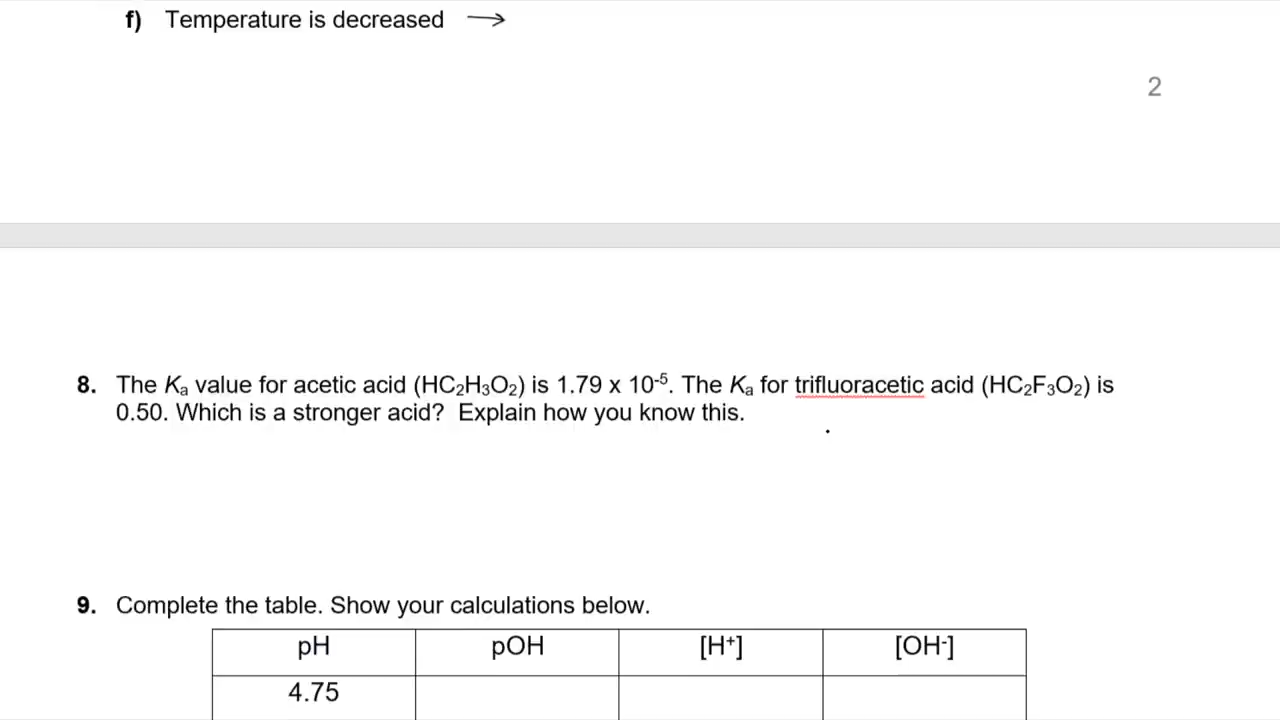 f) Temperature is decreased →
2
8. The Kₐ value for acetic acid (HC₂H₃O₂) is 1.79 x 10⁻⁵. The Kₐ for trifluoracetic acid (HC₂F₃O₂) is
0.50. Which is a stronger acid? Explain how you know this.
9. Complete the table. Show your calculations below.
pH pOH [H⁺] [OH⁻]
4.75